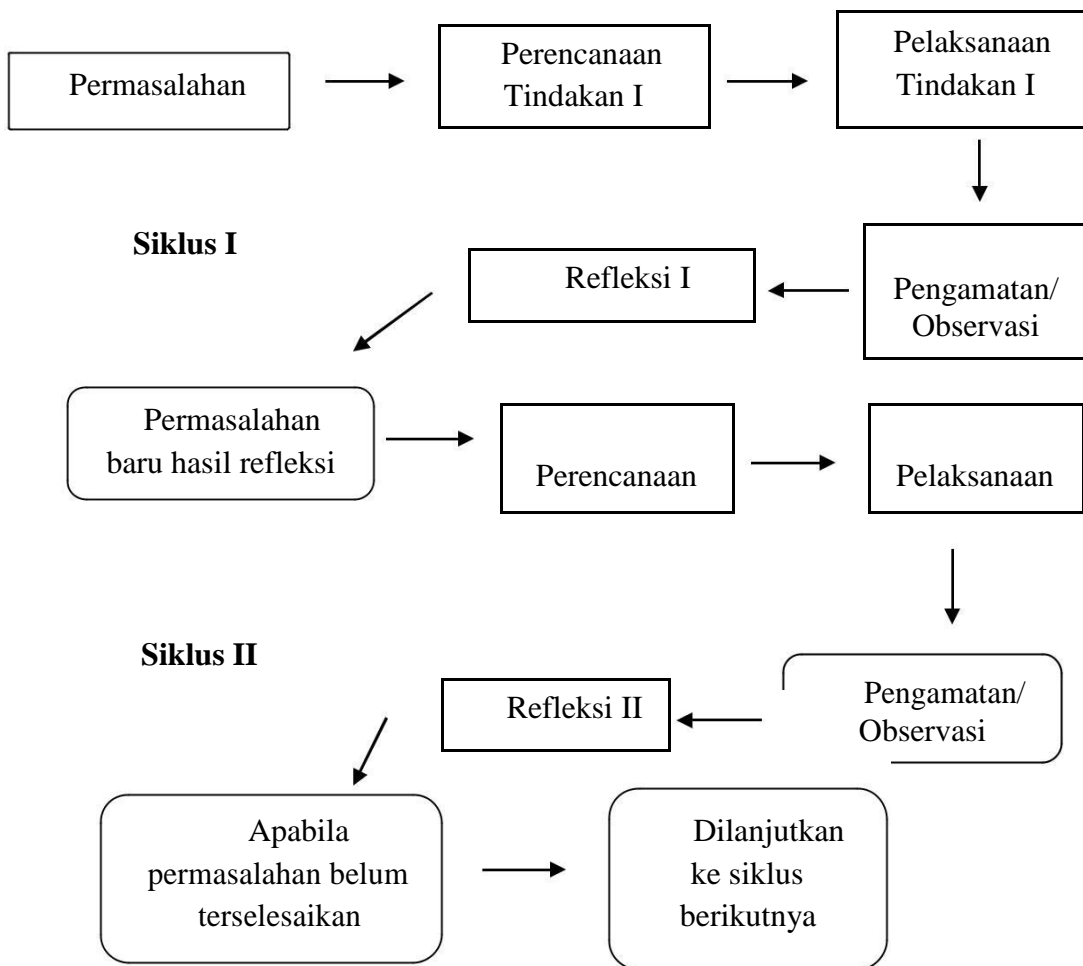 Permasalahan
Perencanaan
Tindakan I
Pelaksanaan
Tindakan I
Siklus I
Refleksi I
Pengamatan/
Observasi
Permasalahan
baru hasil refleksi
Perencanaan
Pelaksanaan
Siklus II
Refleksi II
Pengamatan/
Observasi
Apabila
permasalahan belum
terselesaikan
Dilanjutkan
ke siklus
berikutnya